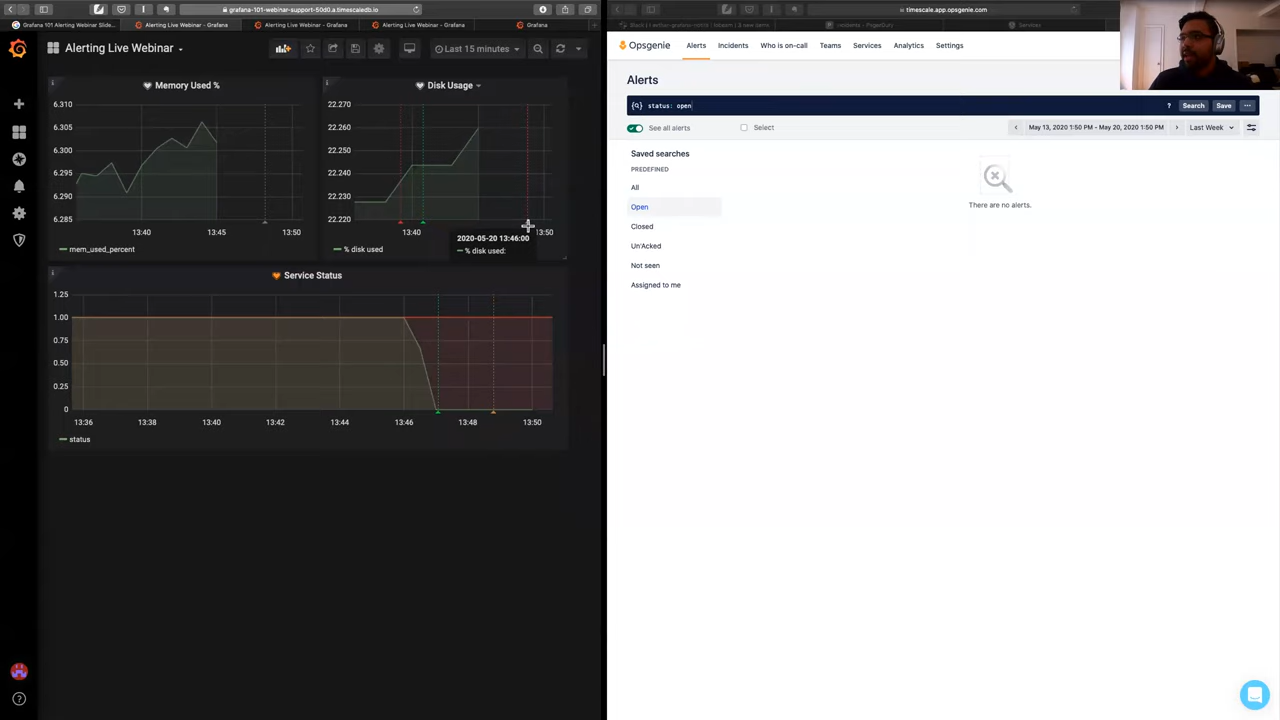 grafana-101-webinar-support-50d0.a.timescaledb.io
Grafana 101 Alerting Webinar Slide...
Alerting Live Webinar - Grafana
Alerting Live Webinar - Grafana
Alerting Live Webinar - Grafana
Grafana
Alerting Live Webinar
Last 15 minutes
Memory Used %
6.310
6.305
6.300
6.295
6.290
6.285
13:40
13:45
13:50
mem_used_percent
Disk Usage
22.270
22.260
22.250
22.240
22.230
22.220
13:40
13:50
% disk used
2020-05-20 13:46:00
% disk used:
Service Status
1.25
1.00
0.75
0.50
0.25
0
13:36
13:38
13:40
13:42
13:44
13:46
13:48
13:50
status
timescale.app.opsgenie.com
Incidents - PagerDuty
Services
Opsgenie
Alerts
Incidents
Who is on-call
Teams
Services
Analytics
Settings
Alerts
status: open
?
Search
Save
...
See all alerts
Select
May 13, 2020 1:50 PM - May 20, 2020 1:50 PM
Last Week
Saved searches
PREDEFINED
All
Open
Closed
Un'Acked
Not seen
Assigned to me
There are no alerts.